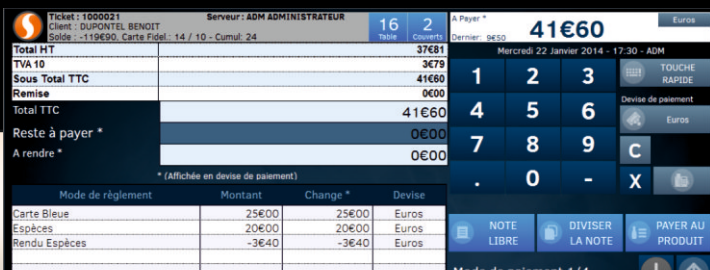 Ticket : 1000021 Serveur : ADM ADMINISTRATEUR
Client : DUPONTEL BENOIT
Solde : -119€90, Carte Fidel.: 14 / 10 - Cumul: 24
16 Table
2 Couverts
A Payer *
Dernier: 9€50
41€60
Euros
Total HT 37€81
TVA 10 3€79
Sous Total TTC 41€60
Remise 0€00
Total TTC 41€60
Reste à payer * 0€00
A rendre * 0€00
* (Affichée en devise de paiement)
Mode de règlement Montant Change * Devise
Carte Bleue 25€00 25€00 Euros
Espèces 20€00 20€00 Euros
Rendu Espèces -3€40 -3€40 Euros
Mercredi 22 Janvier 2014 - 17:30 - ADM
1 2 3
TOUCHE RAPIDE
Devise de paiement
4 5 6
Euros
7 8 9 C
. 0 - X
NOTE LIBRE
DIVISER LA NOTE
PAYER AU PRODUIT